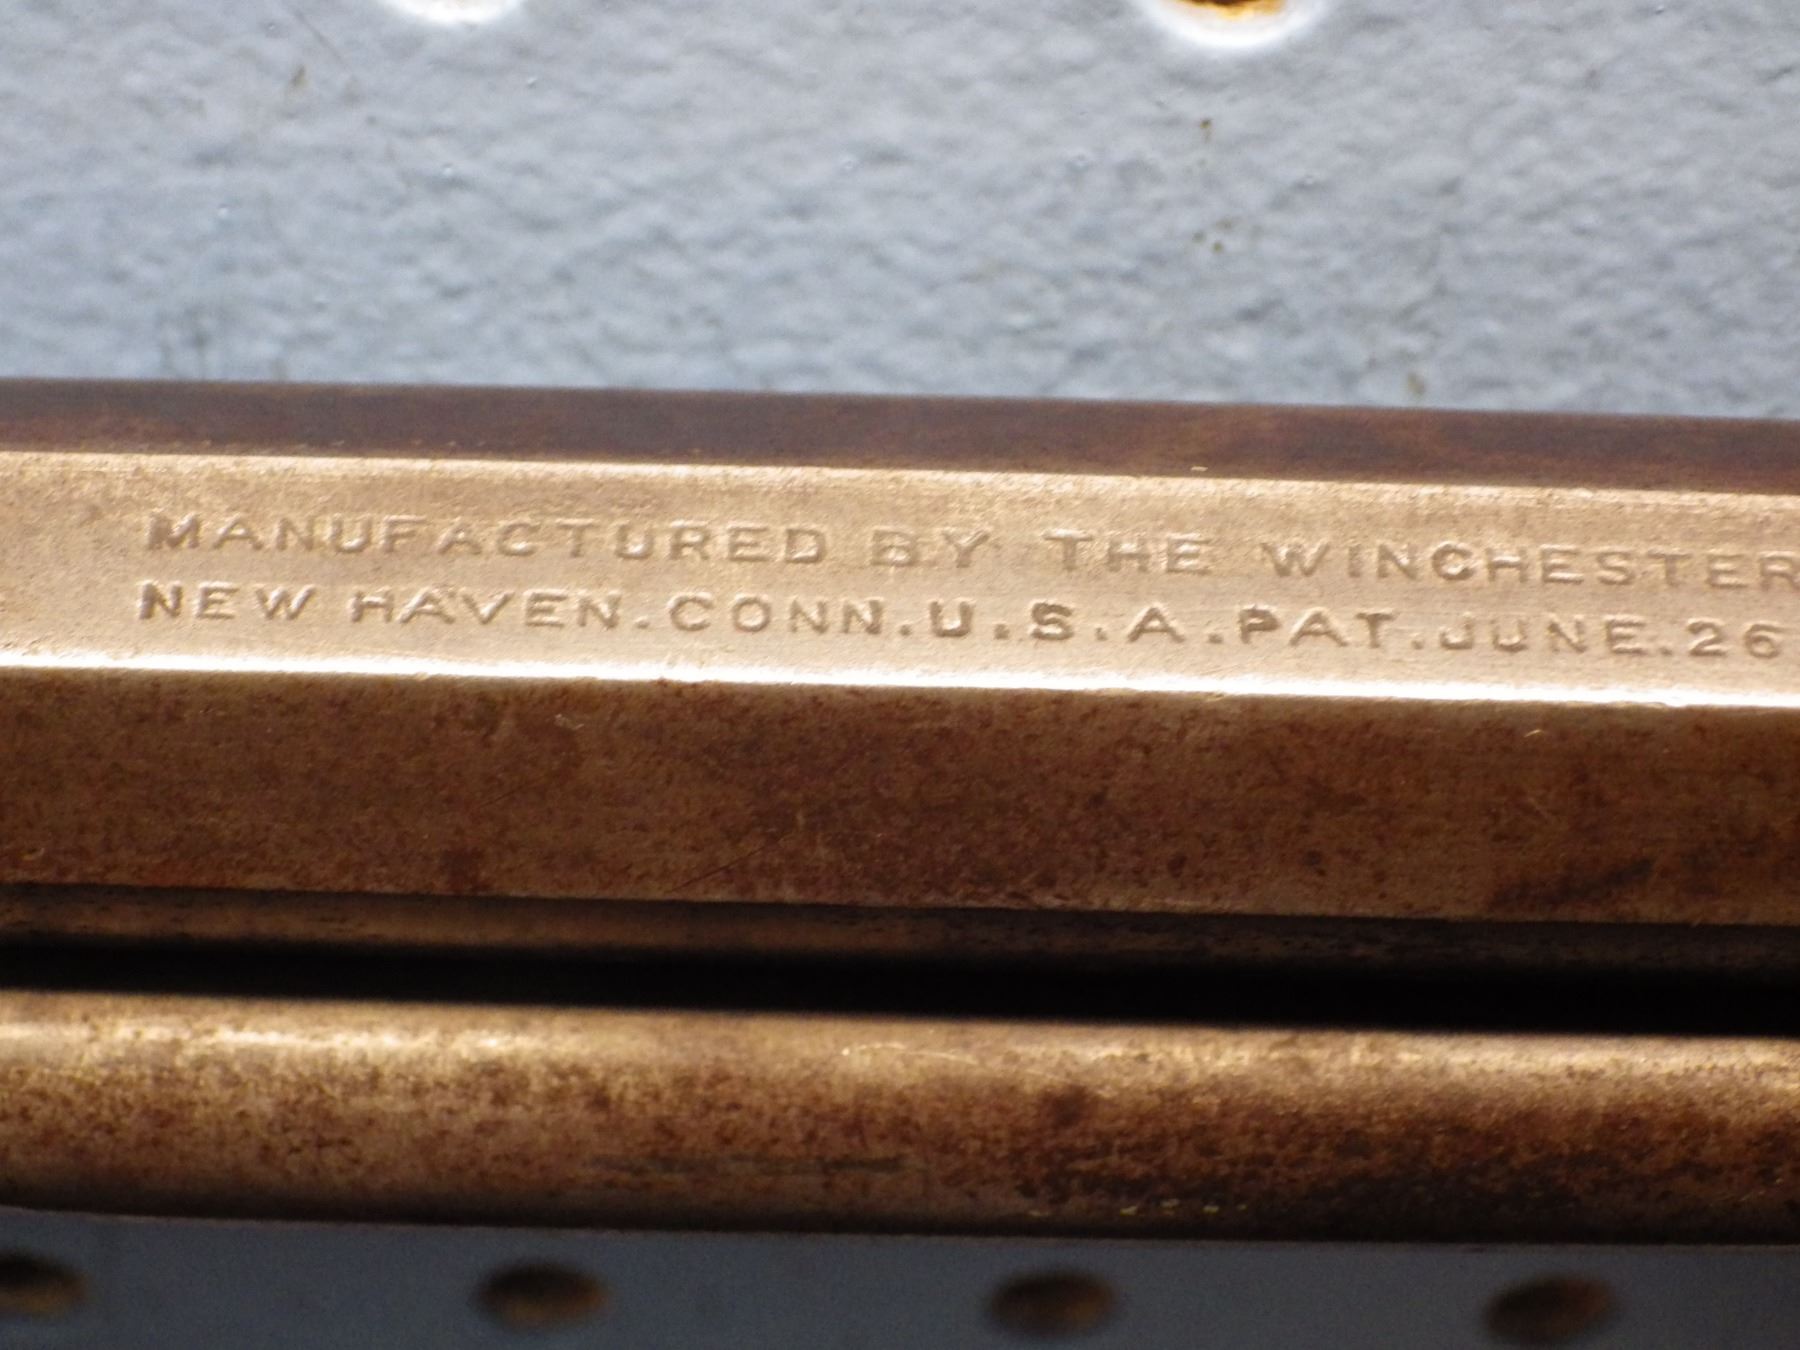 MANUFACTURED BY THE WINCHESTER
NEW HAVEN. CONN. U.S.A. PAT. JUNE. 26